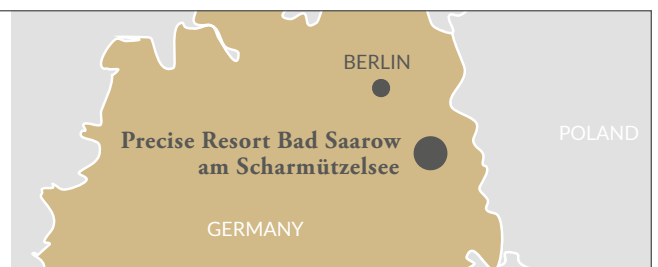 BERLIN
Precise Resort Bad Saarow
am Scharmützelsee
POLAND
GERMANY